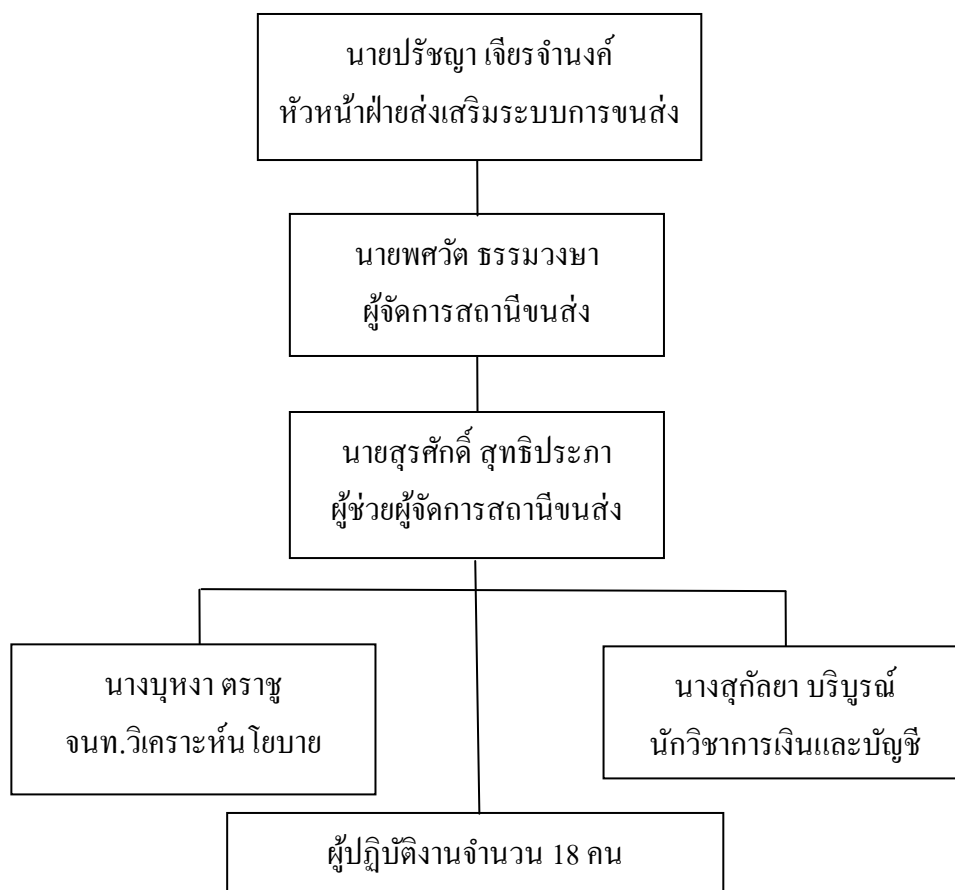 นายปรัชญา เจียรจำนงค์
หัวหน้าฝ่ายส่งเสริมระบบการขนส่ง
นายพศวัต ธรรมวงษา
ผู้จัดการสถานีขนส่ง
นายสุรศักดิ์ สุทธิประภา
ผู้ช่วยผู้จัดการสถานีขนส่ง
นางบุหงา ตราชู
จนท.วิเคราะห์นโยบาย
นางสุกัลยา บริบูรณ์
นักวิชาการเงินและบัญชี
ผู้ปฏิบัติงานจำนวน 18 คน